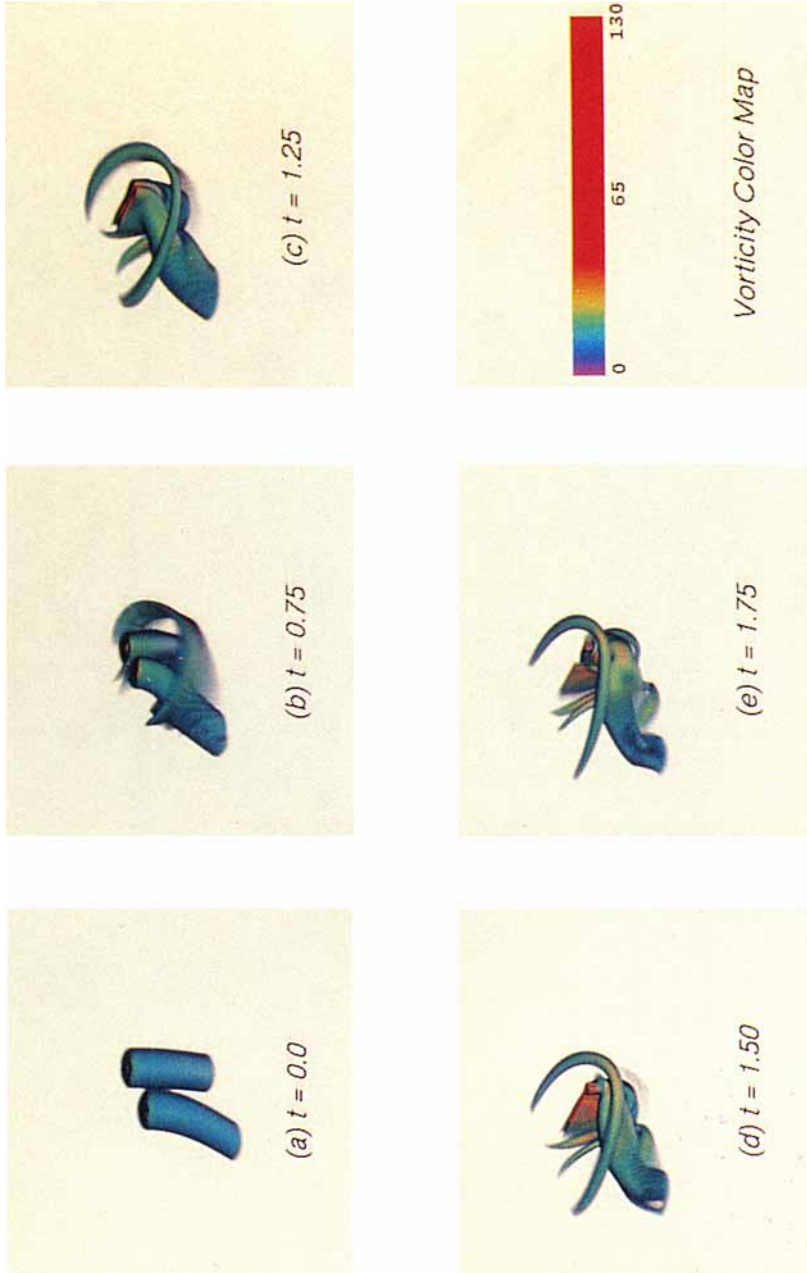 (a) t = 0.0
(b) t = 0.75
(c) t = 1.25
(d) t = 1.50
(e) t = 1.75
0 65 130
Vorticity Color Map